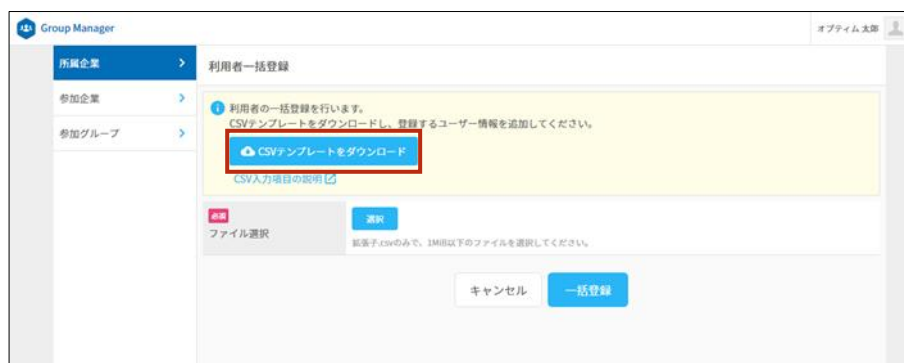 Group Manager
オプティム 太郎
所属企業
参加企業
参加グループ
利用者一括登録
利用者の一括登録を行います。
CSVテンプレートをダウンロードし、登録するユーザー情報を追加してください。
CSVテンプレートをダウンロード
CSV入力項目の説明
必須
ファイル選択
選択
拡張子.csvのみで、1MiB以下のファイルを選択してください。
キャンセル
一括登録